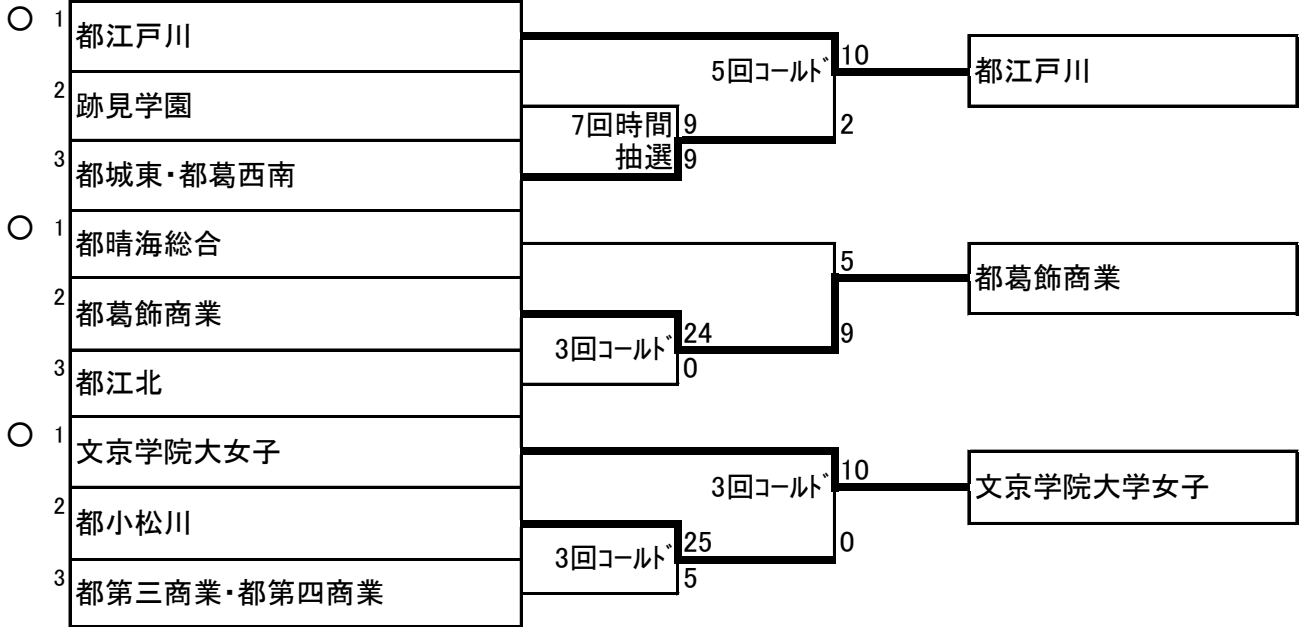 ○ 1 都江戸川
10
5回コールド
都江戸川
2 跡見学園
7回時間 9
2
抽選 9
3 都城東・都葛西南
○ 1 都晴海総合
5
都葛飾商業
2 都葛飾商業
24
9
3回コールド
0
3 都江北
○ 1 文京学院大女子
10
3回コールド
文京学院大学女子
2 都小松川
25
0
3回コールド
5
3 都第三商業・都第四商業